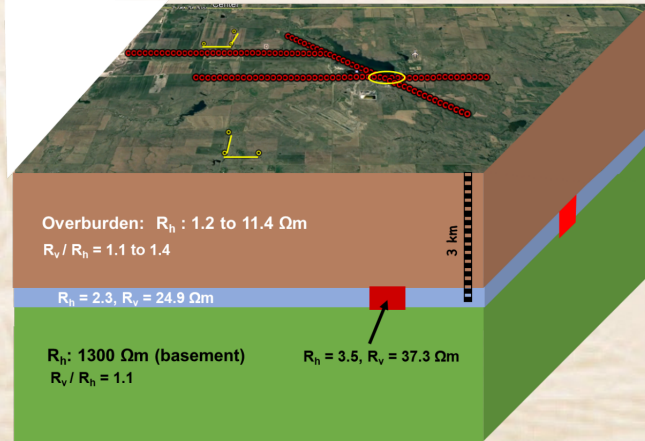 Center
Overburden: Rₕ : 1.2 to 11.4 Ωm
Rᵥ / Rₕ = 1.1 to 1.4
3 km
Rₕ = 2.3, Rᵥ = 24.9 Ωm
Rₕ: 1300 Ωm (basement)
Rᵥ / Rₕ = 1.1
Rₕ = 3.5, Rᵥ = 37.3 Ωm